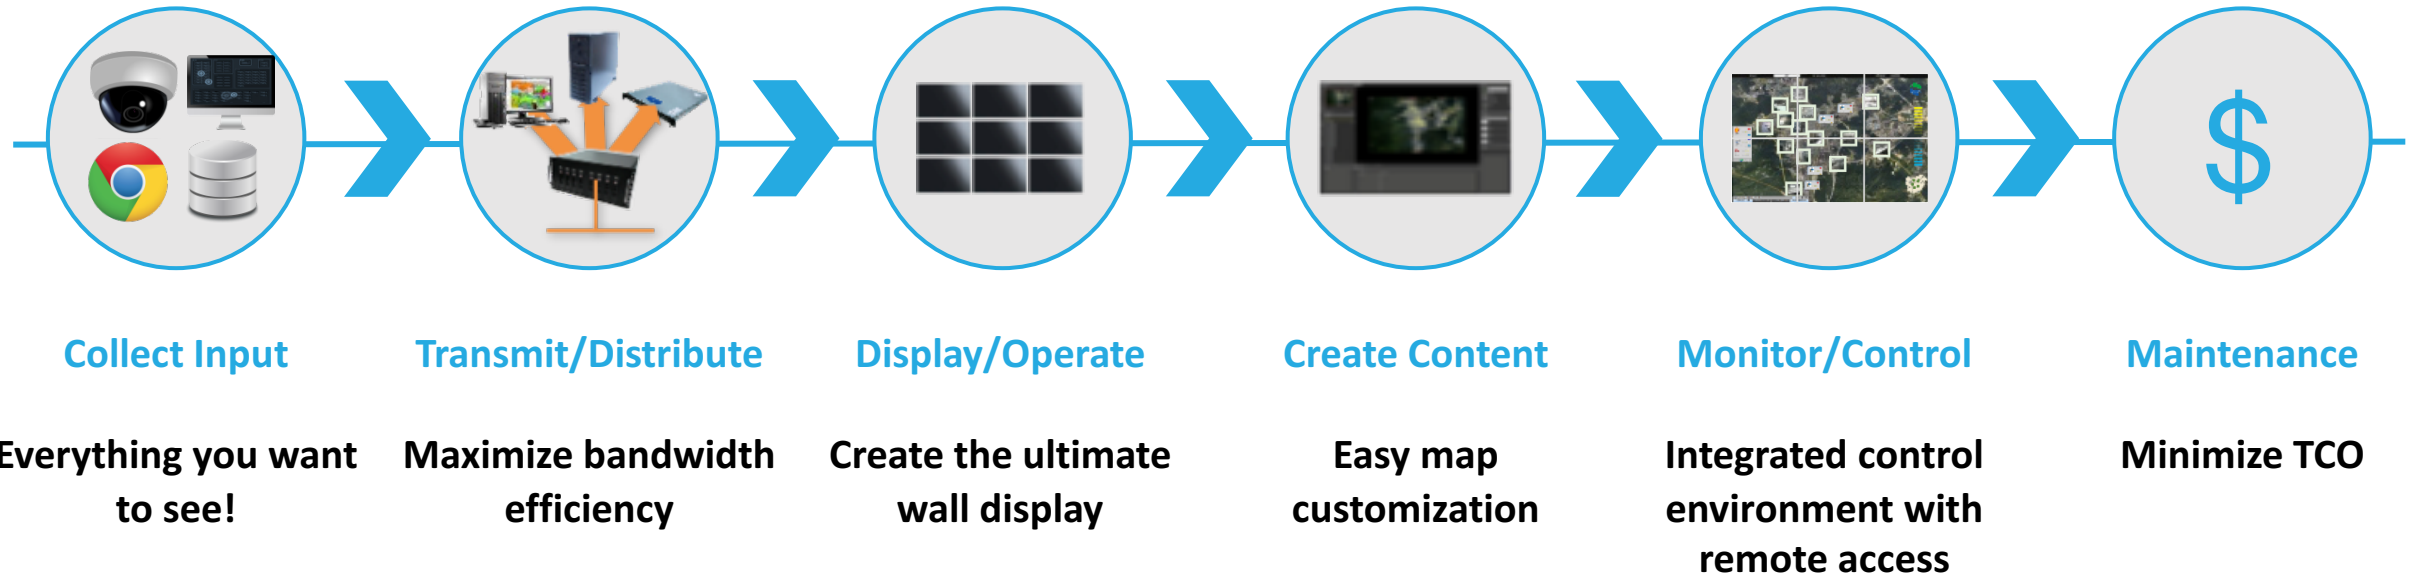 Collect Input
Everything you want
to see!
Transmit/Distribute
Maximize bandwidth
efficiency
Display/Operate
Create the ultimate
wall display
Create Content
Easy map
customization
Monitor/Control
Integrated control
environment with
remote access
$
Maintenance
Minimize TCO